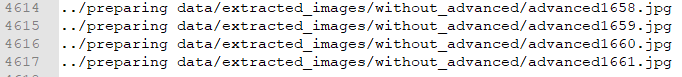 4614 ../preparing data/extracted_images/without_advanced/advanced1658.jpg
4615 ../preparing data/extracted_images/without_advanced/advanced1659.jpg
4616 ../preparing data/extracted_images/without_advanced/advanced1660.jpg
4617 ../preparing data/extracted_images/without_advanced/advanced1661.jpg